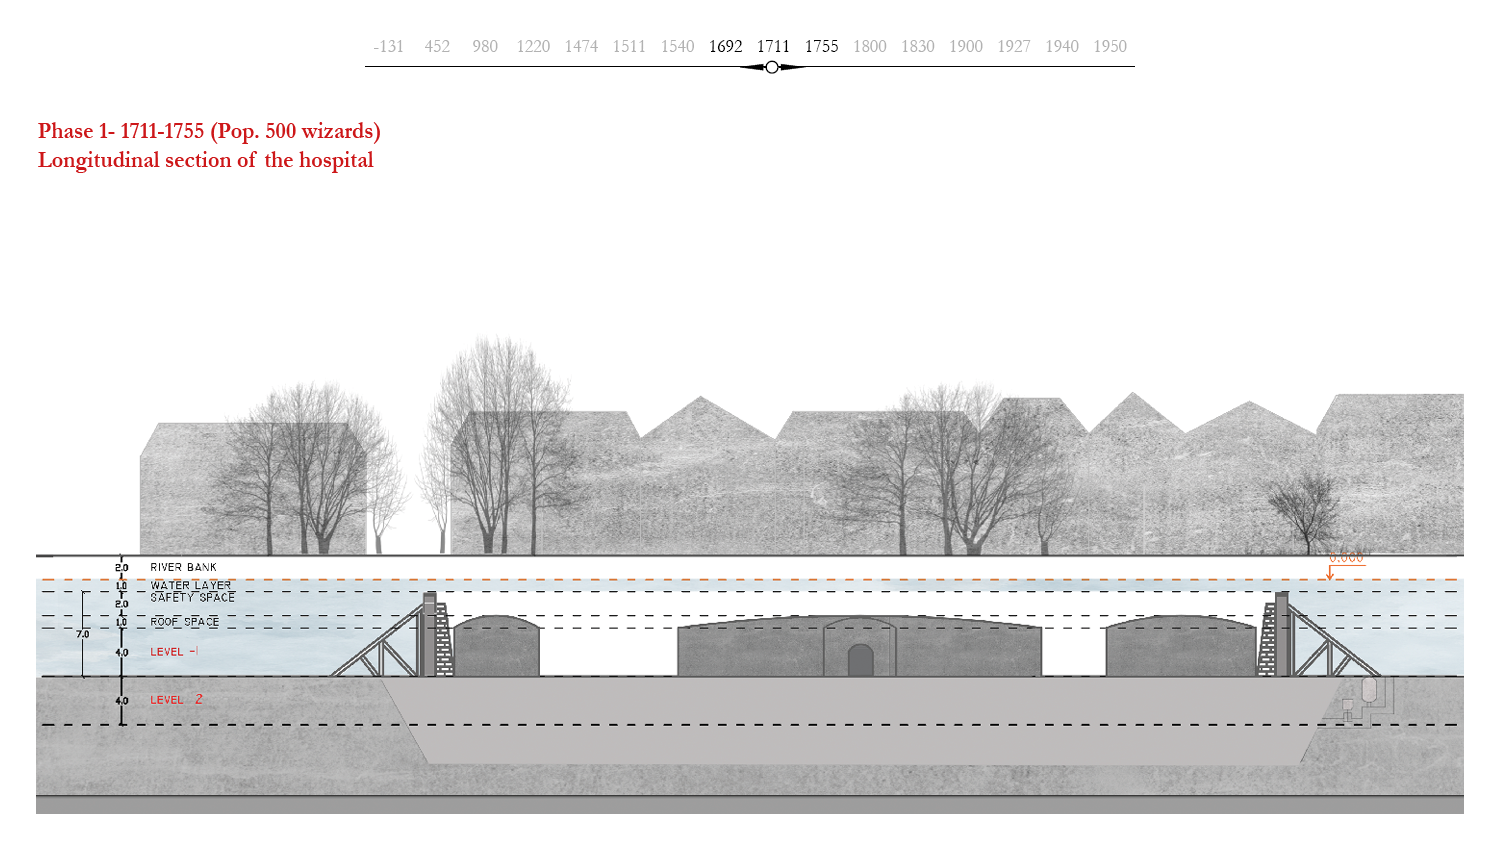 -131 452 980 1220 1474 1511 1540 1692 1711 1755 1800 1830 1900 1927 1940 1950
Phase 1- 1711-1755 (Pop. 500 wizards)
Longitudinal section of the hospital
0.000
2.0 RIVER BANK
1.0 WATER LAYER
SAFETY SPACE
2.0
1.0 ROOF SPACE
7.0
4.0 LEVEL -1
4.0 LEVEL 2